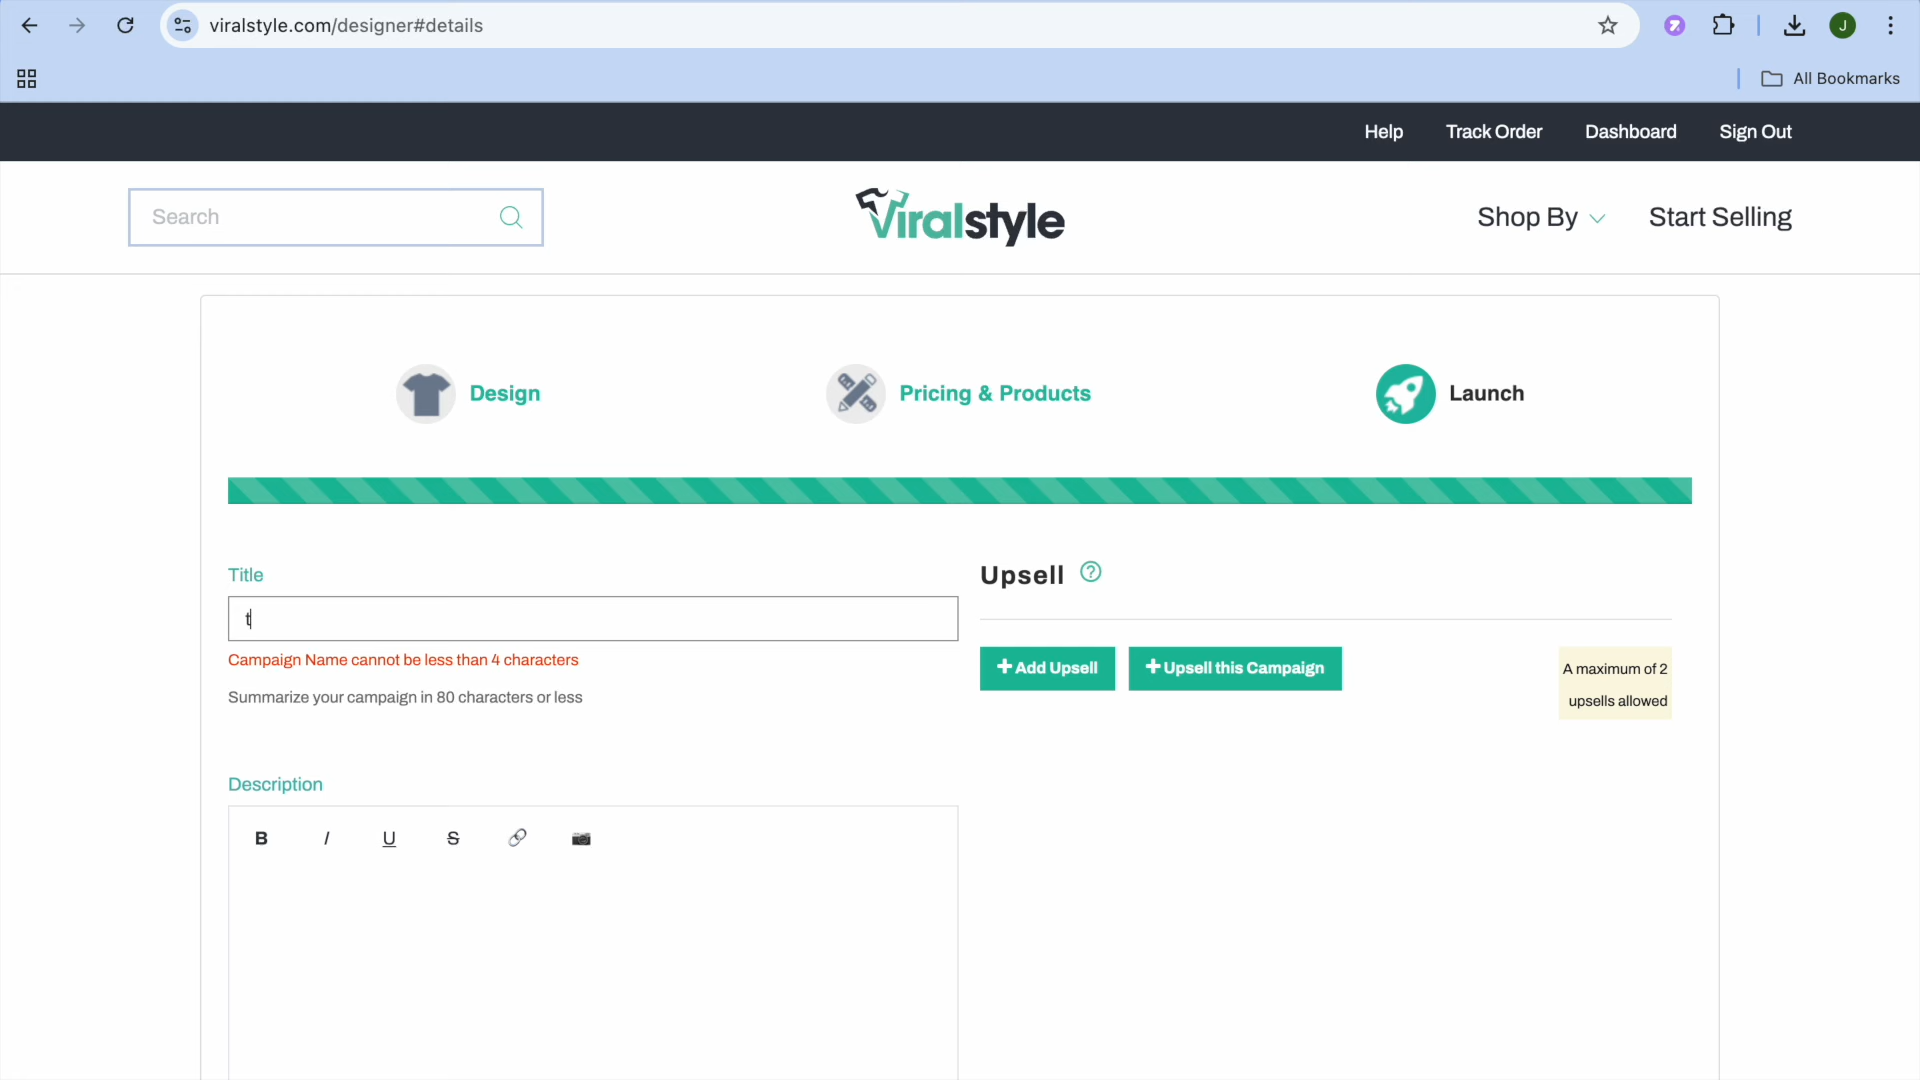 viralstyle.com/designer#details
J
All Bookmarks
Help Track Order Dashboard Sign Out
Search
Viralstyle
Shop By Start Selling
Design
Pricing & Products
Launch
Title
t
Campaign Name cannot be less than 4 characters
Summarize your campaign in 80 characters or less
Upsell ?
+Add Upsell
+Upsell this Campaign
A maximum of 2
upsells allowed
Description
B I U S